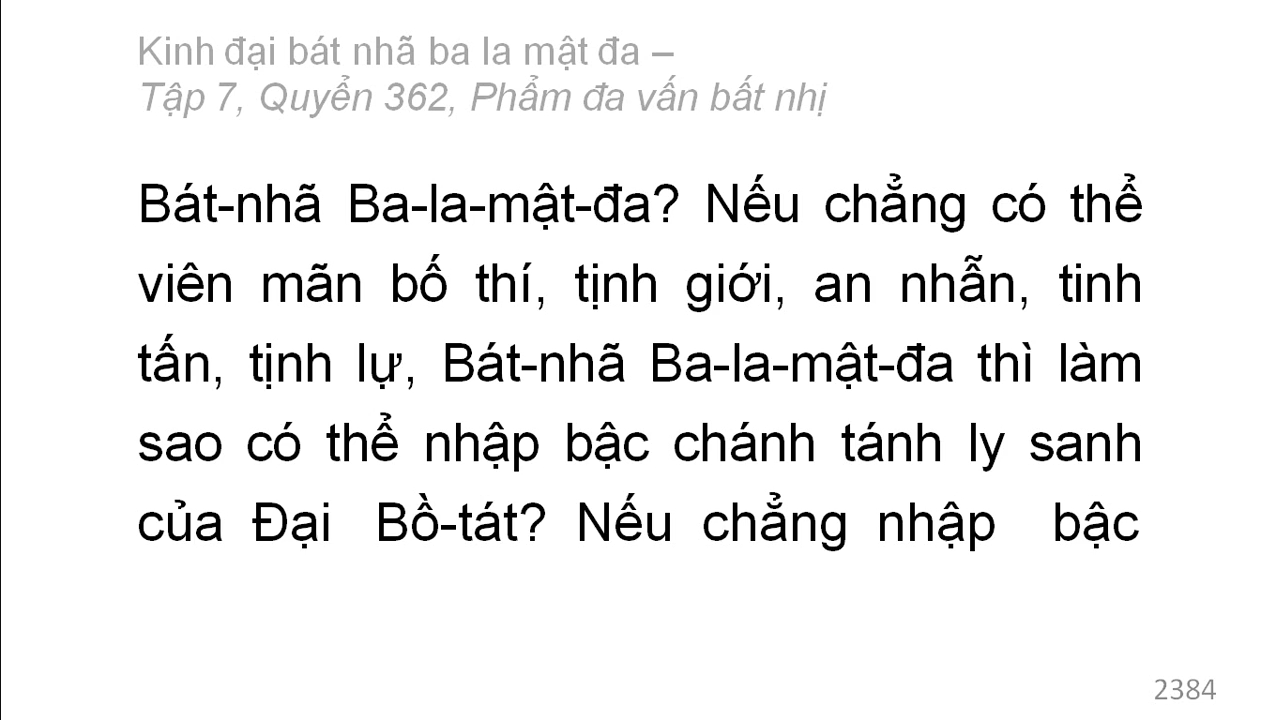 Kinh đại bát nhã ba la mật đa –
Tập 7, Quyển 362, Phẩm đa vấn bất nhị
Bát-nhã Ba-la-mật-đa? Nếu chẳng có thể
viên mãn bố thí, tịnh giới, an nhẫn, tinh
tấn, tịnh lự, Bát-nhã Ba-la-mật-đa thì làm
sao có thể nhập bậc chánh tánh ly sanh
của Đại Bồ-tát? Nếu chẳng nhập bậc
2384